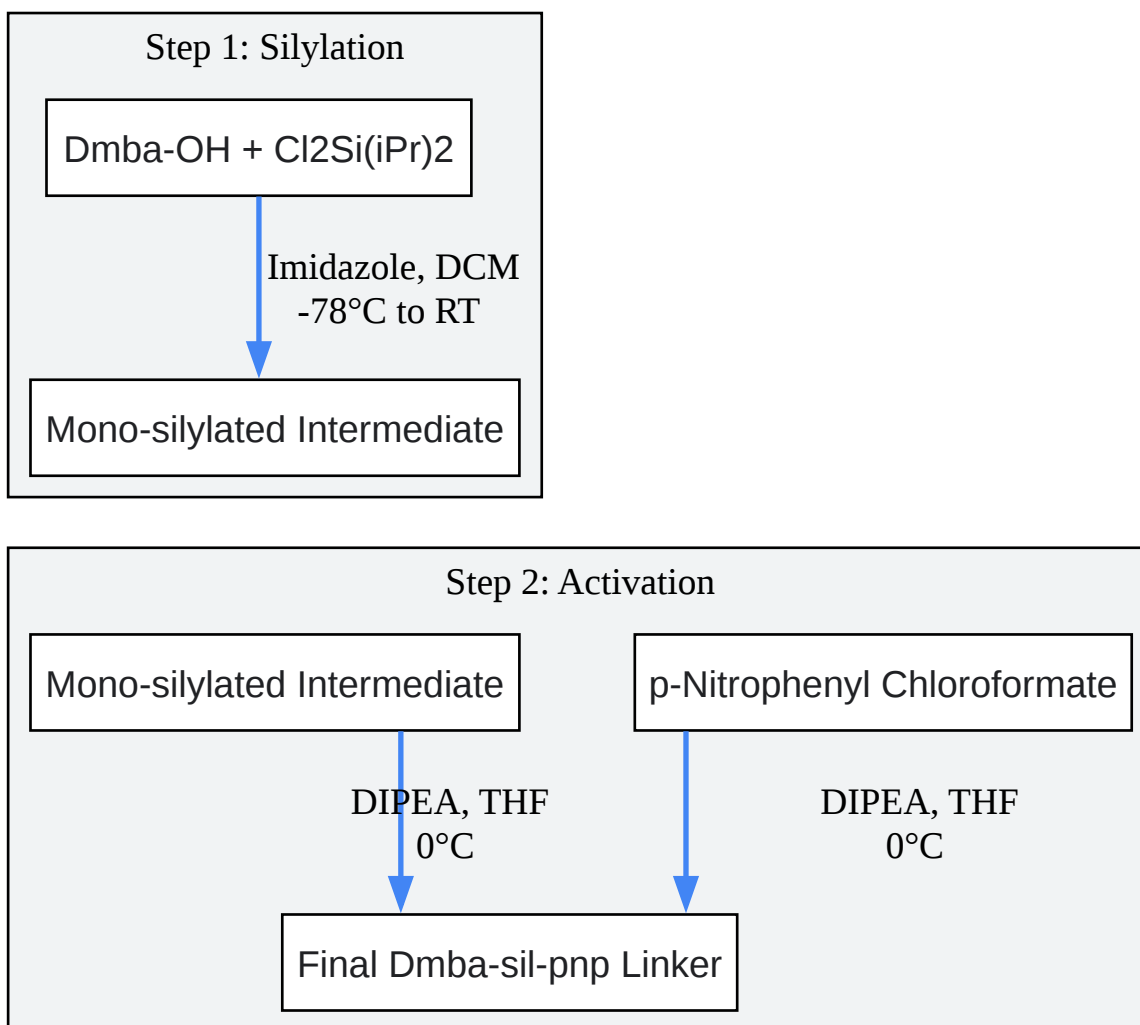 Step 1: Silylation
Dmba-OH + Cl2Si(iPr)2
Imidazole, DCM
-78°C to RT
Mono-silylated Intermediate
Step 2: Activation
Mono-silylated Intermediate
p-Nitrophenyl Chloroformate
DIPEA, THF
0°C
DIPEA, THF
0°C
Final Dmba-sil-pnp Linker